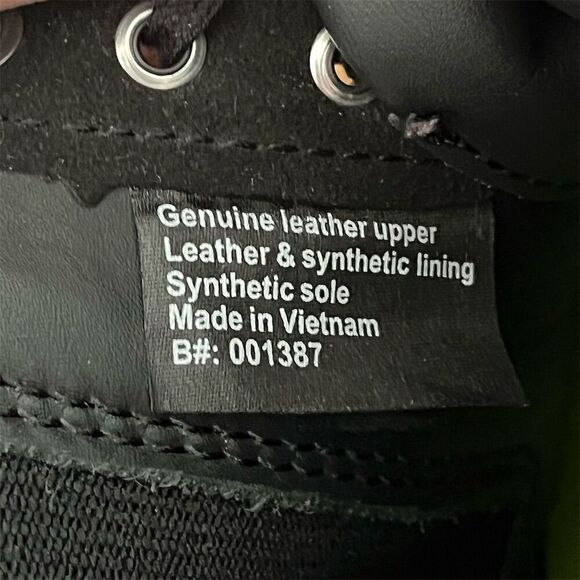 Genuine leather upper
Leather & synthetic lining
Synthetic sole
Made in Vietnam
B#: 001387